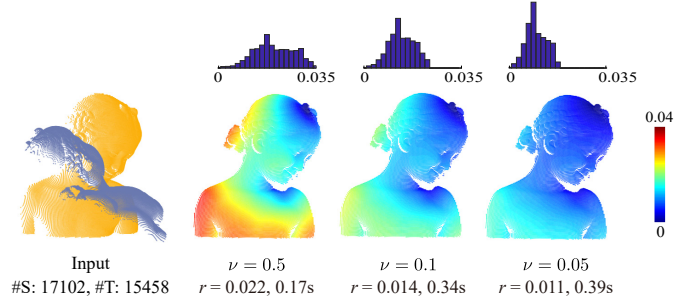 0 0.035 0 0.035 0 0.035
0.04
0
Input ν = 0.5 ν = 0.1 ν = 0.05
#S: 17102, #T: 15458 r = 0.022, 0.17s r = 0.014, 0.34s r = 0.011, 0.39s